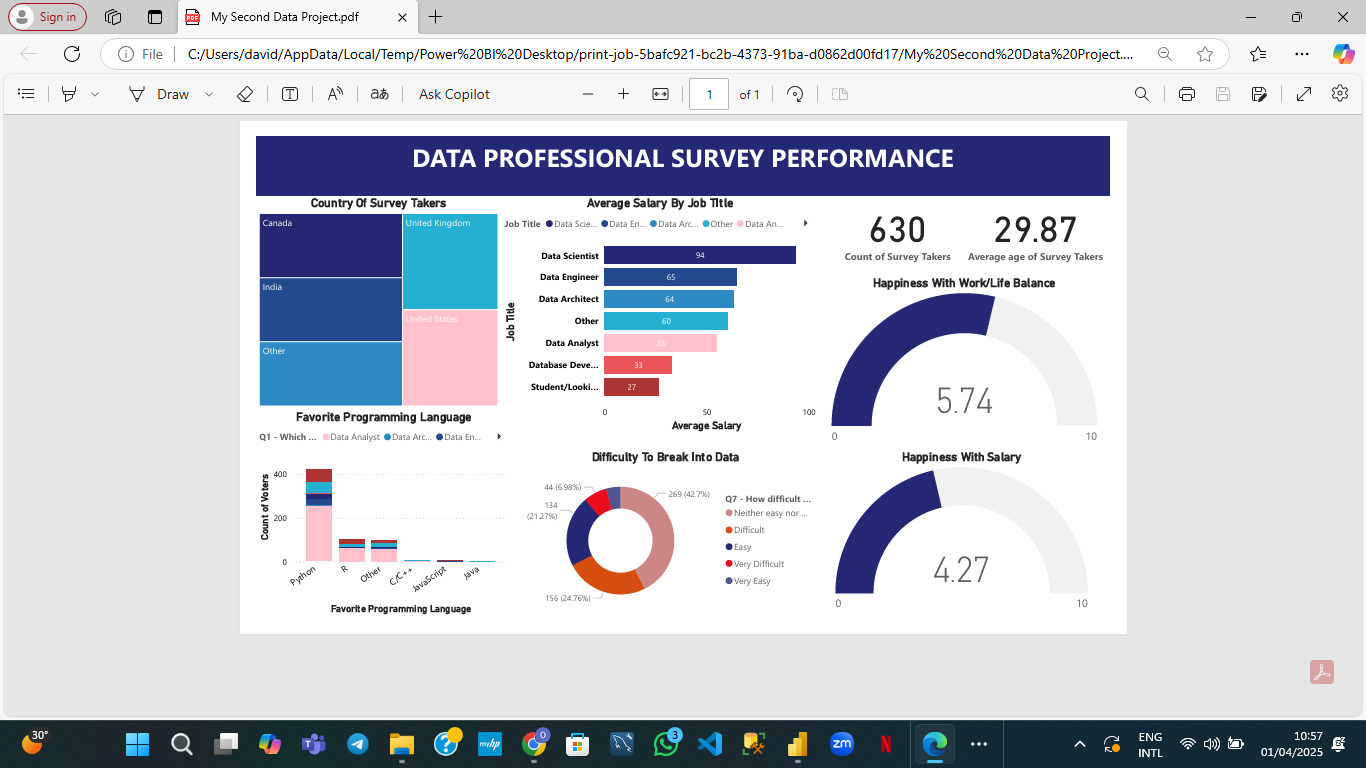 Sign in
My Second Data Project.pdf
File
C:/Users/david/AppData/Local/Temp/Power%20BI%20Desktop/print-job-5bafc921-bc2b-4373-91ba-d0862d00fd17/My%20Second%20Data%20Project....
Draw
Ask Copilot
1 of 1
DATA PROFESSIONAL SURVEY PERFORMANCE
Country Of Survey Takers
Canada
United Kingdom
India
United States
Other
Average Salary By Job Title
Job Title Data Scie... Data En... Data Arc... Other Data An...
Job Title
Data Scientist 94
Data Engineer 65
Data Architect 64
Other 60
Data Analyst 55
Database Deve... 33
Student/Looki... 27
0 50 100
Average Salary
630
Count of Survey Takers
29.87
Average age of Survey Takers
Happiness With Work/Life Balance
5.74
0 10
Favorite Programming Language
Q1 - Which ... Data Analyst Data Arc... Data En...
Count of Voters
400
200
0
Python R Other C/C++ JavaScript Java
Favorite Programming Language
Difficulty To Break Into Data
44 (6.98%)
269 (42.7%)
134
(21.27%)
156 (24.76%)
Q7 - How difficult ...
Neither easy nor ...
Difficult
Easy
Very Difficult
Very Easy
Happiness With Salary
4.27
0 10
30°
myhp
0
3
zm
N
ENG
INTL
10:57
01/04/2025